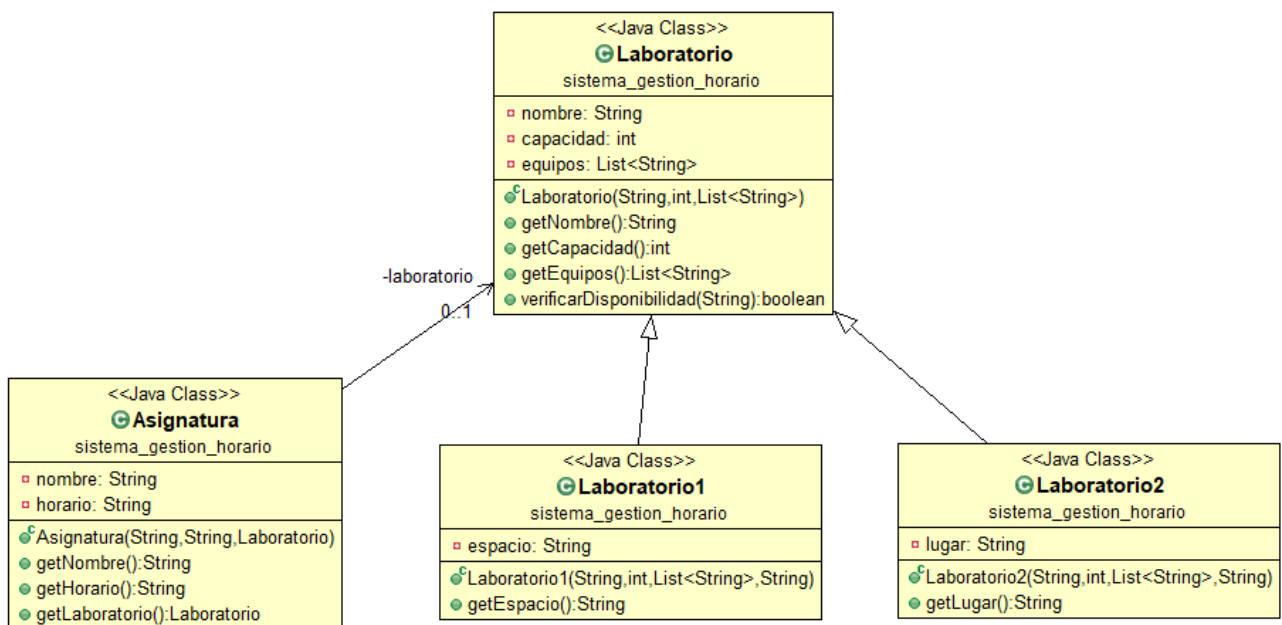 <<Java Class>>
Laboratorio
sistema_gestion_horario
nombre: String
capacidad: int
equipos: List<String>
Laboratorio(String,int,List<String>)
getNombre():String
getCapacidad():int
getEquipos():List<String>
verificarDisponibilidad(String):boolean
-laboratorio
0..1
<<Java Class>>
Asignatura
sistema_gestion_horario
nombre: String
horario: String
Asignatura(String,String,Laboratorio)
getNombre():String
getHorario():String
getLaboratorio():Laboratorio
<<Java Class>>
Laboratorio1
sistema_gestion_horario
espacio: String
Laboratorio1(String,int,List<String>,String)
getEspacio():String
<<Java Class>>
Laboratorio2
sistema_gestion_horario
lugar: String
Laboratorio2(String,int,List<String>,String)
getLugar():String